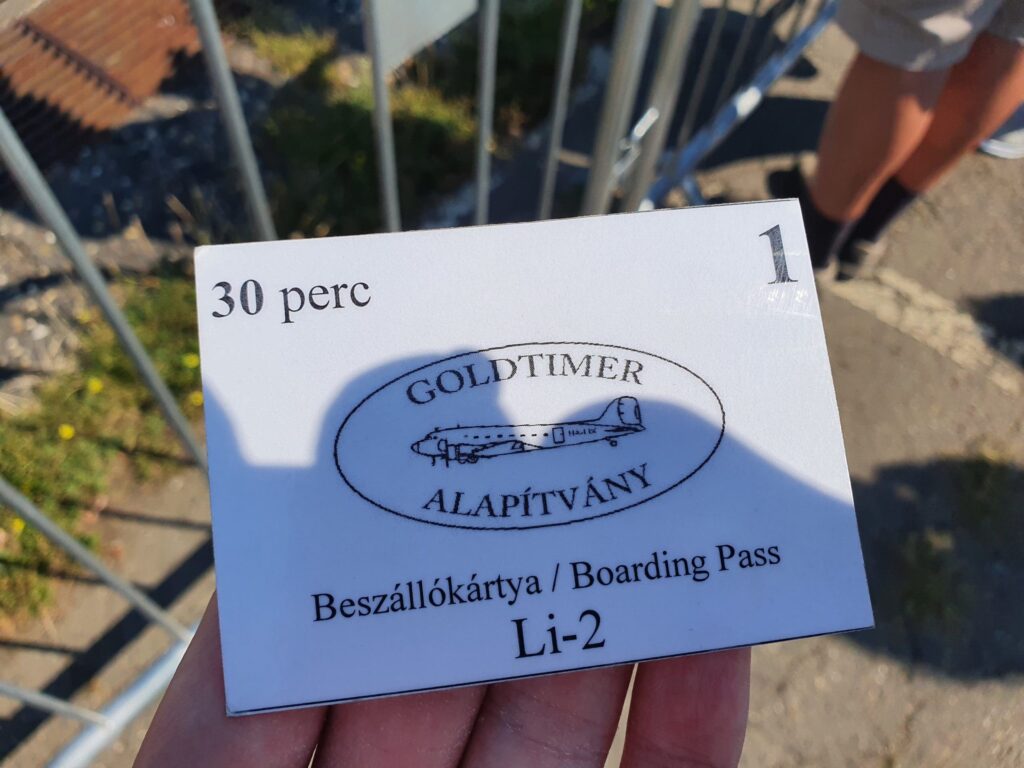 30 perc
1
GOLDTIMER
ALAPÍTVÁNY
Beszállókártya / Boarding Pass
Li-2